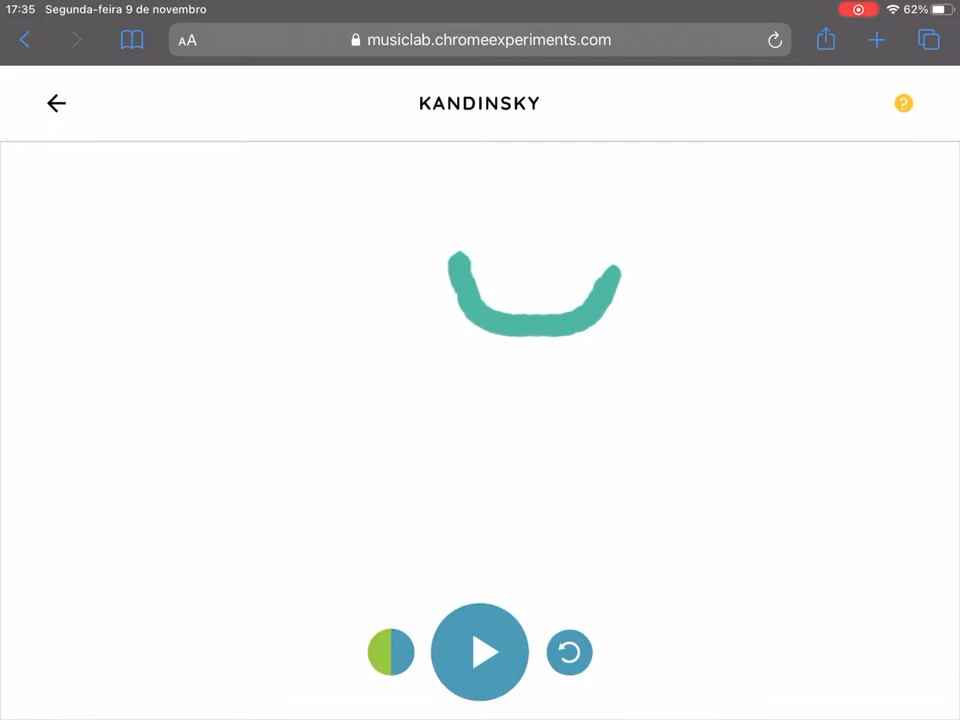 17:35 Segunda-feira 9 de novembro 62%
AA musiclab.chromeexperiments.com
KANDINSKY ?